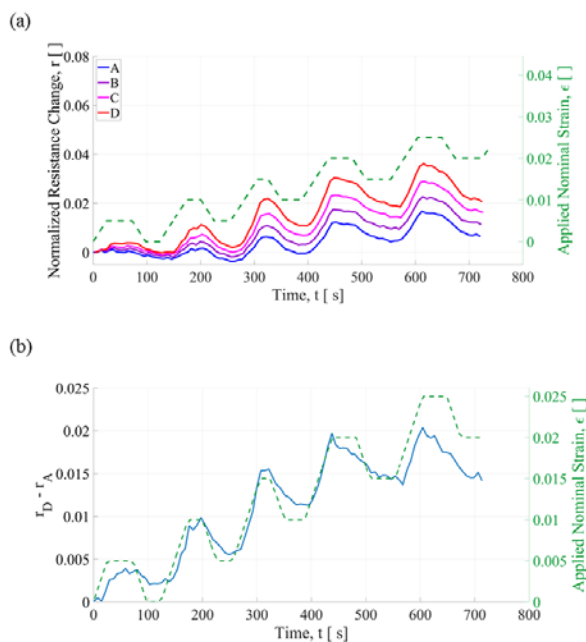 (a)
Normalized Resistance Change, r [ ]
0.08
0.06
0.04
0.02
0
A
B
C
D
0.04
0.03
0.02
0.01
0
Applied Nominal Strain, ϵ [ ]
0 100 200 300 400 500 600 700 800
Time, t [ s]
(b)
r_D - r_A
0.025
0.02
0.015
0.01
0.005
0
0.025
0.02
0.015
0.01
0.005
0
Applied Nominal Strain, ϵ [ ]
0 100 200 300 400 500 600 700 800
Time, t [ s]